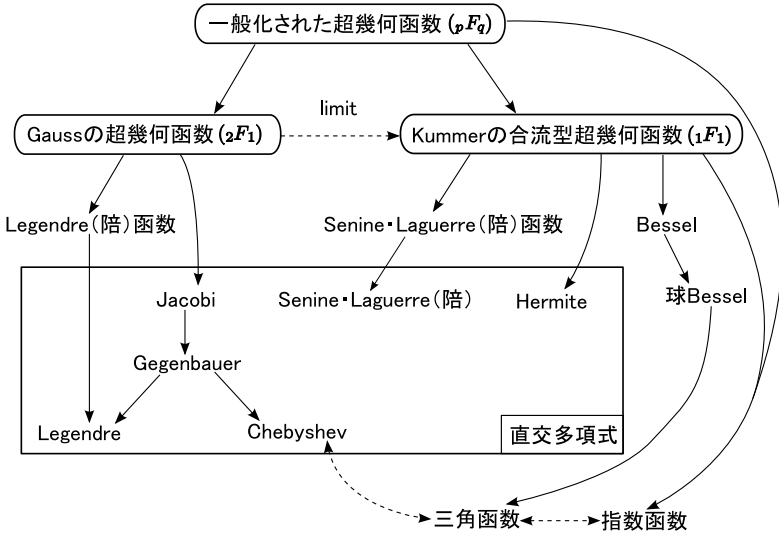 一般化された超幾何函数 (pFq)
limit
Gaussの超幾何函数 (2F1)
Kummerの合流型超幾何函数 (1F1)
Legendre(陪)函数
Senine・Laguerre(陪)函数
Bessel
Jacobi
Senine・Laguerre(陪)
Hermite
球Bessel
Gegenbauer
Legendre
Chebyshev
直交多項式
三角函数
指数函数